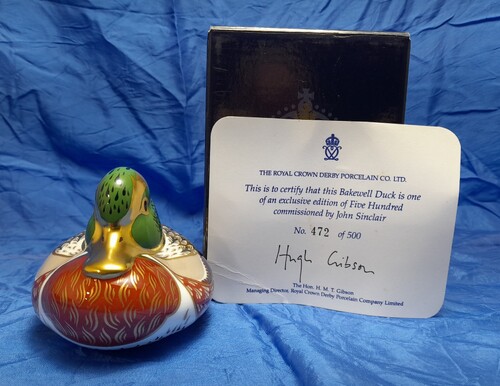 THE ROYAL CROWN DERBY PORCELAIN CO. LTD.
This is to certify that this Bakewell Duck is one
of an exclusive edition of Five Hundred
commissioned by John Sinclair
No. 472 of 500
Hugh Gibson
The Hon. H. M. T. Gibson
Managing Director, Royal Crown Derby Porcelain Company Limited